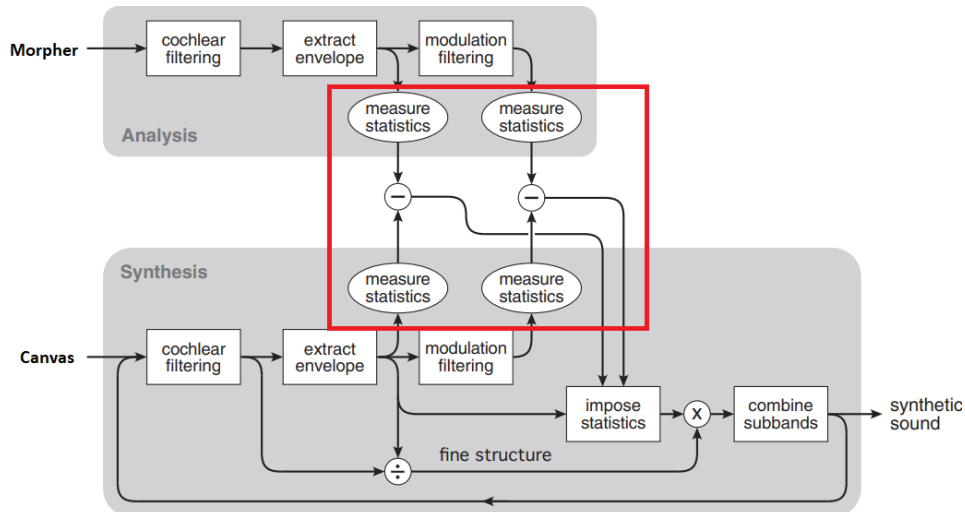 Morpher
cochlear
filtering
extract
envelope
modulation
filtering
measure
statistics
measure
statistics
Analysis
−
−
Synthesis
measure
statistics
measure
statistics
Canvas
cochlear
filtering
extract
envelope
modulation
filtering
impose
statistics
x
combine
subbands
synthetic
sound
fine structure
÷